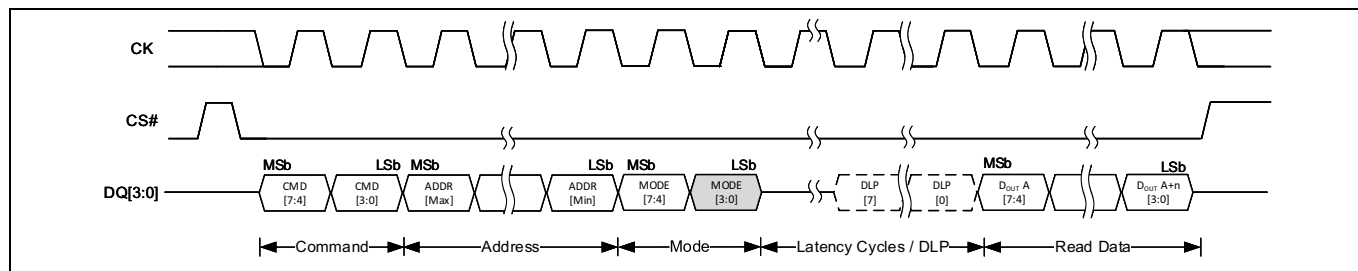 CK
CS#
MSb LSb MSb LSb MSb LSb MSb LSb
DQ[3:0] CMD [7:4] CMD [3:0] ADDR [Max] ADDR [Min] MODE [7:4] MODE [3:0] DLP [7] DLP [0] DOUT A [7:4] DOUT A+n [3:0]
Command Address Mode Latency Cycles / DLP Read Data